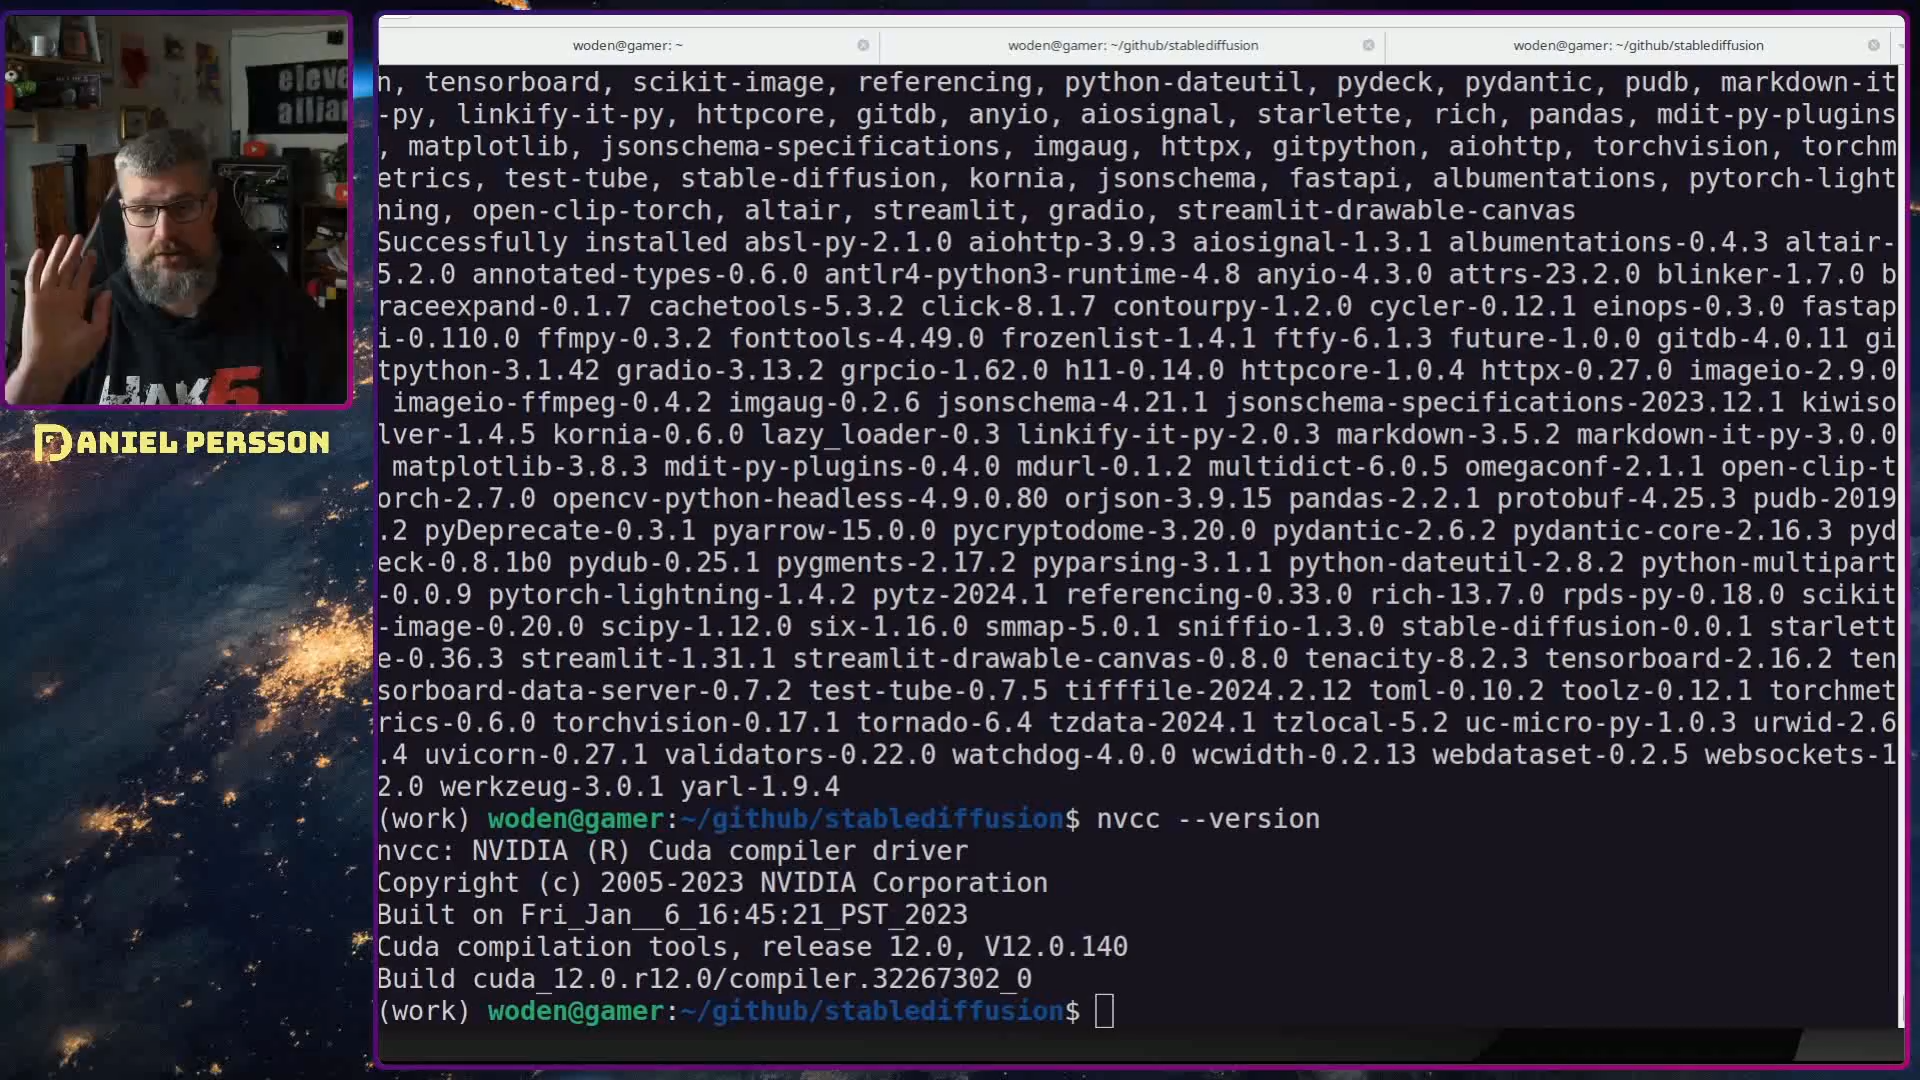 woden@gamer: ~
woden@gamer: ~/github/stablediffusion
woden@gamer: ~/github/stablediffusion
n, tensorboard, scikit-image, referencing, python-dateutil, pydeck, pydantic, pudb, markdown-it
-py, linkify-it-py, httpcore, gitdb, anyio, aiosignal, starlette, rich, pandas, mdit-py-plugins
, matplotlib, jsonschema-specifications, imgaug, httpx, gitpython, aiohttp, torchvision, torchm
etrics, test-tube, stable-diffusion, kornia, jsonschema, fastapi, albumentations, pytorch-light
ning, open-clip-torch, altair, streamlit, gradio, streamlit-drawable-canvas
Successfully installed absl-py-2.1.0 aiohttp-3.9.3 aiosignal-1.3.1 albumentations-0.4.3 altair-
5.2.0 annotated-types-0.6.0 antlr4-python3-runtime-4.8 anyio-4.3.0 attrs-23.2.0 blinker-1.7.0 b
raceexpand-0.1.7 cachetools-5.3.2 click-8.1.7 contourpy-1.2.0 cycler-0.12.1 einops-0.3.0 fastap
i-0.110.0 ffmpy-0.3.2 fonttools-4.49.0 frozenlist-1.4.1 ftfy-6.1.3 future-1.0.0 gitdb-4.0.11 gi
tpython-3.1.42 gradio-3.13.2 grpcio-1.62.0 h11-0.14.0 httpcore-1.0.4 httpx-0.27.0 imageio-2.9.0
imageio-ffmpeg-0.4.2 imgaug-0.2.6 jsonschema-4.21.1 jsonschema-specifications-2023.12.1 kiwiso
lver-1.4.5 kornia-0.6.0 lazy_loader-0.3 linkify-it-py-2.0.3 markdown-3.5.2 markdown-it-py-3.0.0
matplotlib-3.8.3 mdit-py-plugins-0.4.0 mdurl-0.1.2 multidict-6.0.5 omegaconf-2.1.1 open-clip-t
orch-2.7.0 opencv-python-headless-4.9.0.80 orjson-3.9.15 pandas-2.2.1 protobuf-4.25.3 pudb-2019
.2 pyDeprecate-0.3.1 pyarrow-15.0.0 pycryptodome-3.20.0 pydantic-2.6.2 pydantic-core-2.16.3 pyd
eck-0.8.1b0 pydub-0.25.1 pygments-2.17.2 pyparsing-3.1.1 python-dateutil-2.8.2 python-multipart
-0.0.9 pytorch-lightning-1.4.2 pytz-2024.1 referencing-0.33.0 rich-13.7.0 rpds-py-0.18.0 scikit
-image-0.20.0 scipy-1.12.0 six-1.16.0 smmap-5.0.1 sniffio-1.3.0 stable-diffusion-0.0.1 starlett
e-0.36.3 streamlit-1.31.1 streamlit-drawable-canvas-0.8.0 tenacity-8.2.3 tensorboard-2.16.2 ten
sorboard-data-server-0.7.2 test-tube-0.7.5 tifffile-2024.2.12 toml-0.10.2 toolz-0.12.1 torchmet
rics-0.6.0 torchvision-0.17.1 tornado-6.4 tzdata-2024.1 tzlocal-5.2 uc-micro-py-1.0.3 urwid-2.6
.4 uvicorn-0.27.1 validators-0.22.0 watchdog-4.0.0 wcwidth-0.2.13 webdataset-0.2.5 websockets-1
2.0 werkzeug-3.0.1 yarl-1.9.4
(work) woden@gamer:~/github/stablediffusion$ nvcc --version
nvcc: NVIDIA (R) Cuda compiler driver
Copyright (c) 2005-2023 NVIDIA Corporation
Built on Fri_Jan__6_16:45:21_PST_2023
Cuda compilation tools, release 12.0, V12.0.140
Build cuda_12.0.r12.0/compiler.32267302_0
(work) woden@gamer:~/github/stablediffusion$
eleve
allian
HAK5
DANIEL PERSSON